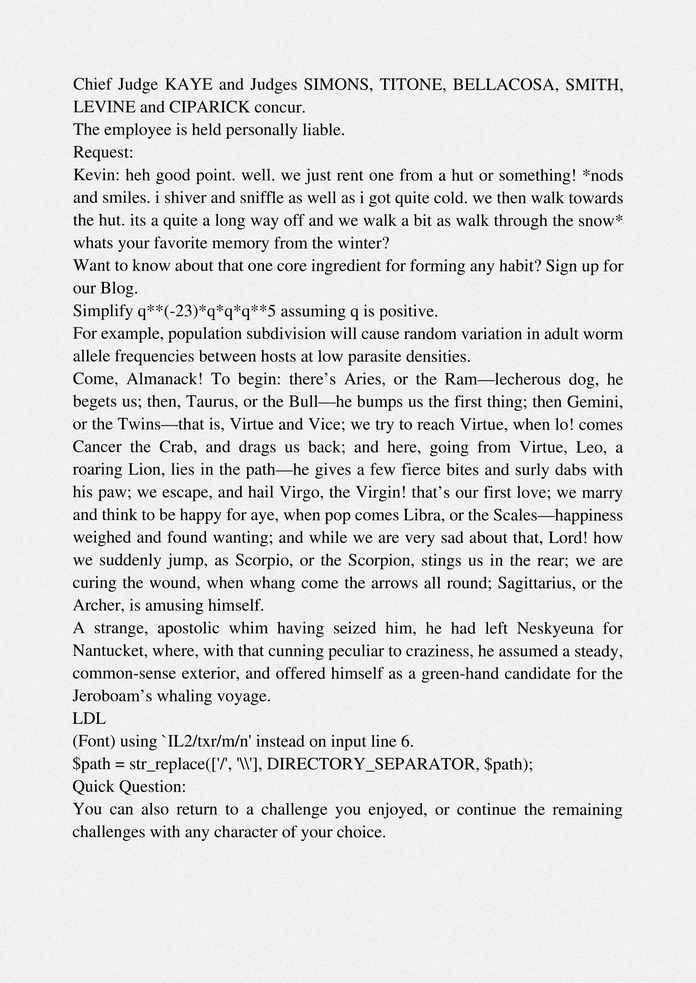 Chief Judge KAYE and Judges SIMONS, TITONE, BELLACOSA, SMITH,
LEVINE and CIPARICK concur.
The employee is held personally liable.
Request:
Kevin: heh good point. well. we just rent one from a hut or something! *nods
and smiles. i shiver and sniffle as well as i got quite cold. we then walk towards
the hut. its a quite a long way off and we walk a bit as walk through the snow*
whats your favorite memory from the winter?
Want to know about that one core ingredient for forming any habit? Sign up for
our Blog.
Simplify q**(-23)*q*q*q**5 assuming q is positive.
For example, population subdivision will cause random variation in adult worm
allele frequencies between hosts at low parasite densities.
Come, Almanack! To begin: there’s Aries, or the Ram—lecherous dog, he
begets us; then, Taurus, or the Bull—he bumps us the first thing; then Gemini,
or the Twins—that is, Virtue and Vice; we try to reach Virtue, when lo! comes
Cancer the Crab, and drags us back; and here, going from Virtue, Leo, a
roaring Lion, lies in the path—he gives a few fierce bites and surly dabs with
his paw; we escape, and hail Virgo, the Virgin! that’s our first love; we marry
and think to be happy for aye, when pop comes Libra, or the Scales—happiness
weighed and found wanting; and while we are very sad about that, Lord! how
we suddenly jump, as Scorpio, or the Scorpion, stings us in the rear; we are
curing the wound, when whang come the arrows all round; Sagittarius, or the
Archer, is amusing himself.
A strange, apostolic whim having seized him, he had left Neskyeuna for
Nantucket, where, with that cunning peculiar to craziness, he assumed a steady,
common-sense exterior, and offered himself as a green-hand candidate for the
Jeroboam’s whaling voyage.
LDL
(Font) using `IL2/txr/m/n' instead on input line 6.
$path = str_replace(['/', '\\'], DIRECTORY_SEPARATOR, $path);
Quick Question:
You can also return to a challenge you enjoyed, or continue the remaining
challenges with any character of your choice.